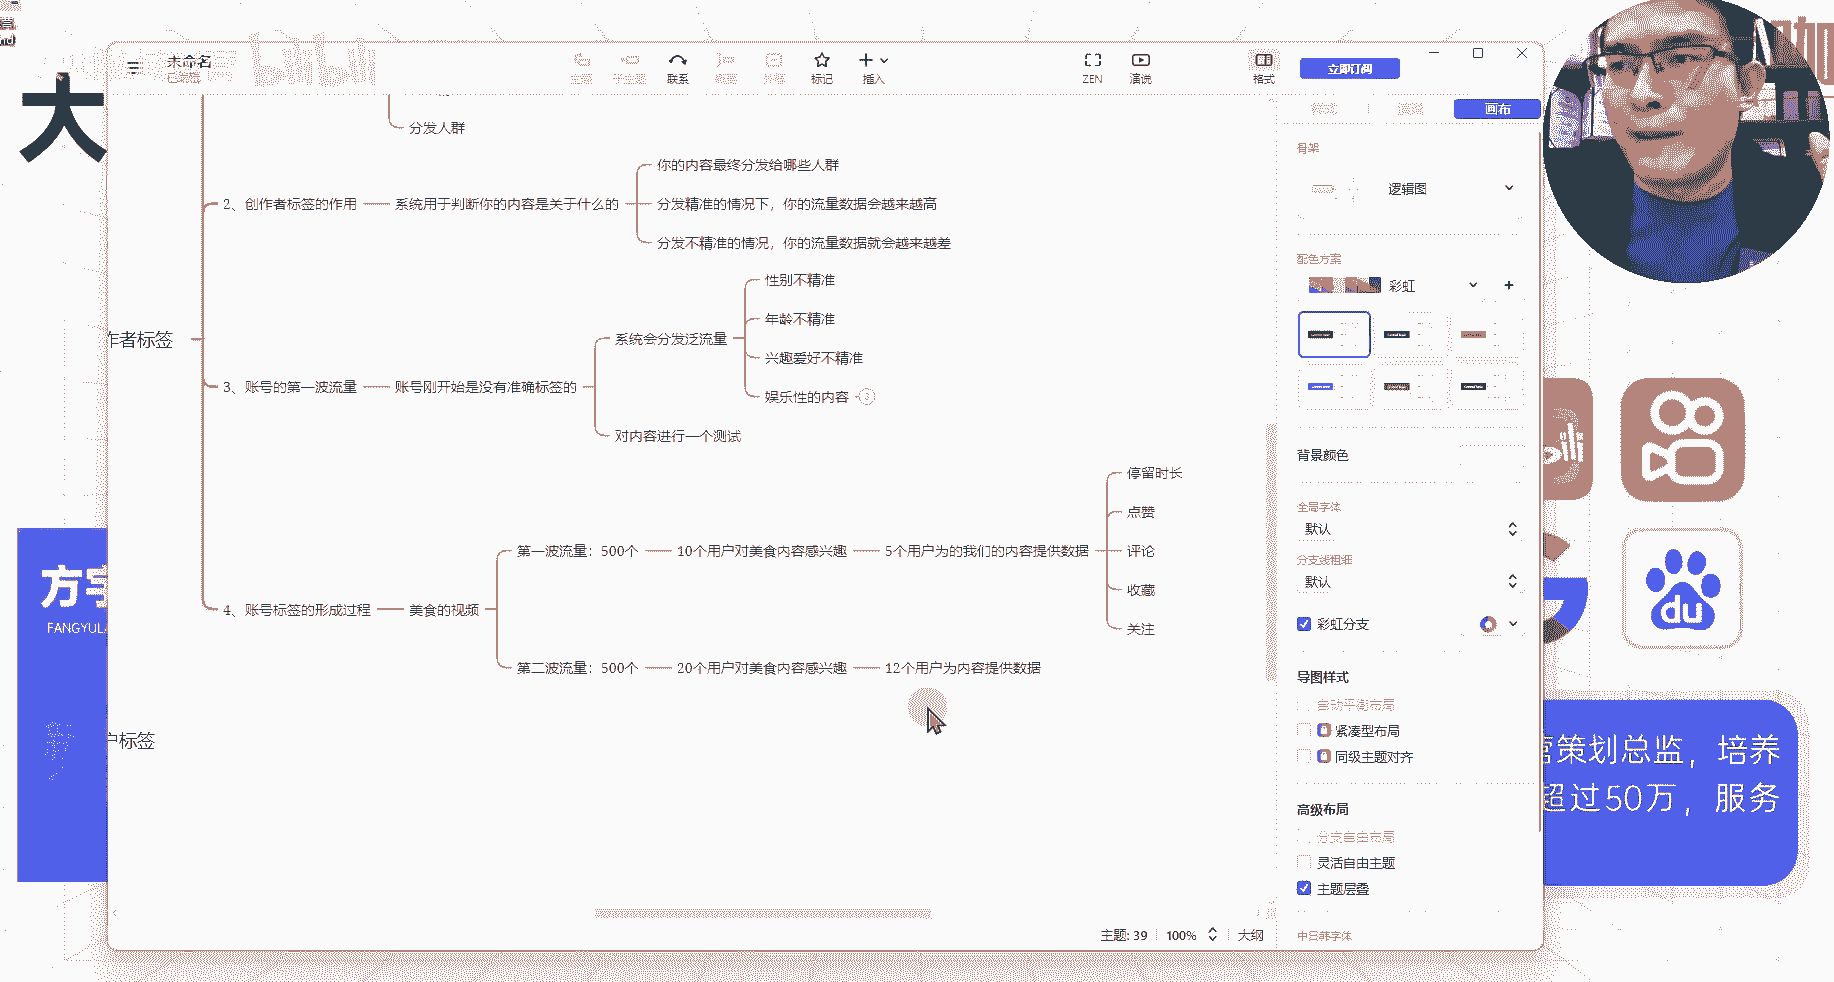 未命名
联系
标记
插入
ZEN
演说
格式
立即订阅
大
bilibili
咖
分发人群
2、创作者标签的作用
系统用于判断你的内容是关于什么的
你的内容最终分发给哪些人群
分发精准的情况下，你的流量数据会越来越高
分发不精准的情况，你的流量数据就会越来越差
作者标签
3、账号的第一波流量
账号刚开始是没有准确标签的
系统会分发泛流量
性别不精准
年龄不精准
兴趣爱好不精准
娱乐性的内容
对内容进行一个测试
4、账号标签的形成过程
美食的视频
第一波流量：500个
10个用户对美食内容感兴趣
5个用户为的我们的内容提供数据
停留时长
点赞
评论
收藏
关注
第二波流量：500个
20个用户对美食内容感兴趣
12个用户为内容提供数据
户标签
画布
骨架
逻辑图
配色方案
彩虹
背景颜色
全局字体
默认
分支线粗细
默认
彩虹分支
导图样式
自动平衡布局
紧凑型布局
同级主题对齐
高级布局
分支自由布局
灵活自由主题
主题层叠
中日韩字体
主题: 39
100%
大纲
方宇
FANGYUL
du
营策划总监，培养
超过50万，服务